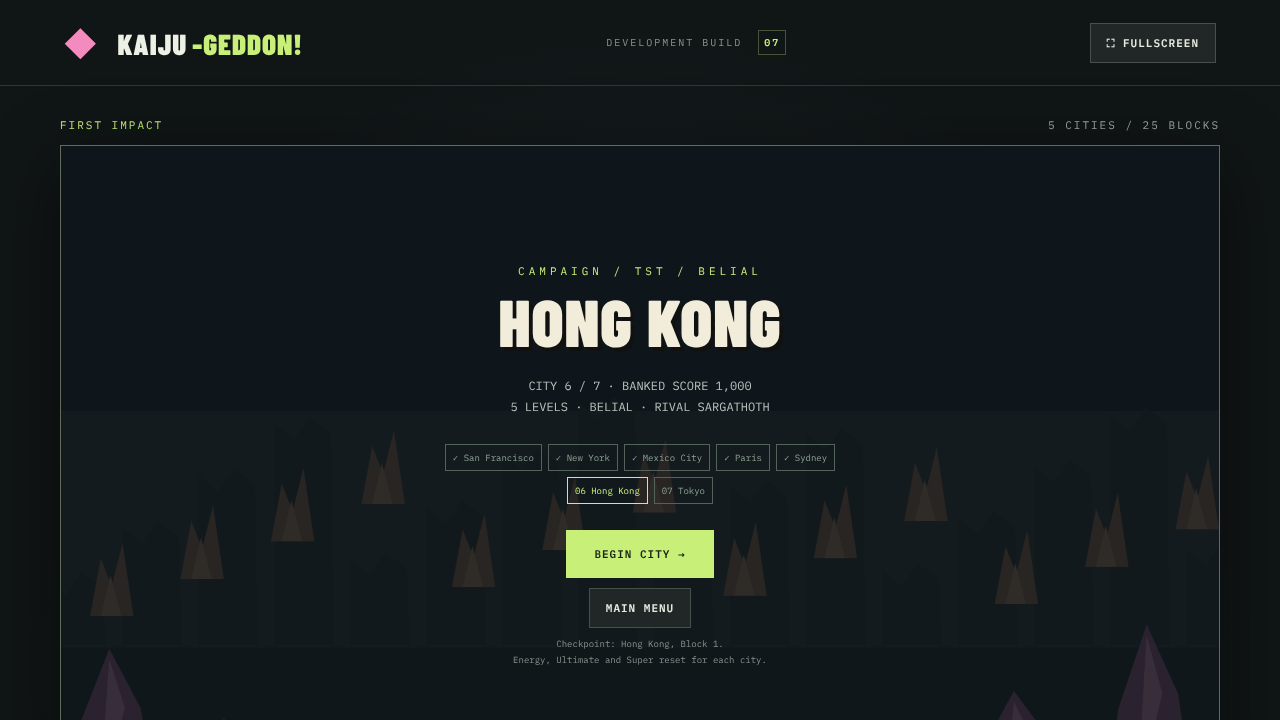 KAIJU-GEDDON!
DEVELOPMENT BUILD 07
FULLSCREEN
FIRST IMPACT
5 CITIES / 25 BLOCKS
CAMPAIGN / TST / BELIAL
HONG KONG
CITY 6 / 7 · BANKED SCORE 1,000
5 LEVELS · BELIAL · RIVAL SARGATHOTH
✓ San Francisco ✓ New York ✓ Mexico City ✓ Paris ✓ Sydney
06 Hong Kong 07 Tokyo
BEGIN CITY →
MAIN MENU
Checkpoint: Hong Kong, Block 1.
Energy, Ultimate and Super reset for each city.